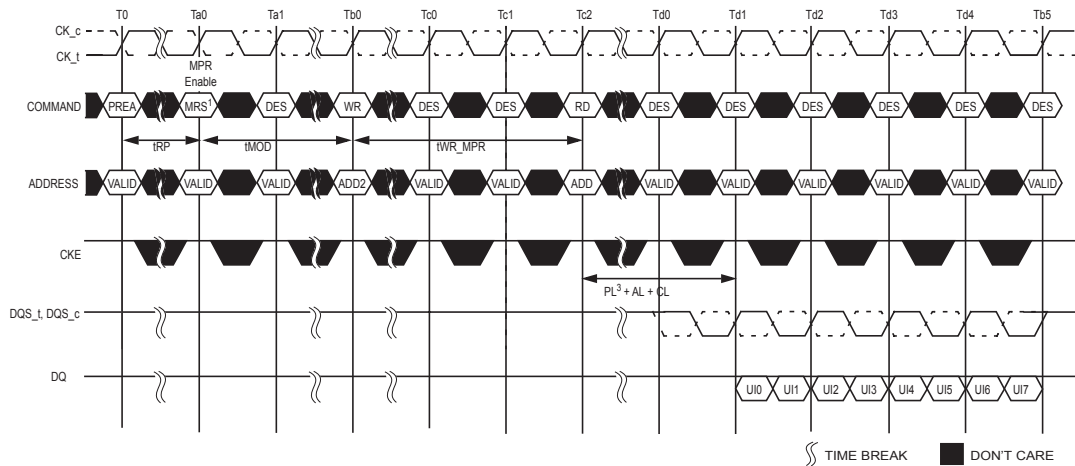 T0 Ta0 Ta1 Tb0 Tc0 Tc1 Tc2 Td0 Td1 Td2 Td3 Td4 Tb5
CK_c
CK_t
MPR
Enable
COMMAND PREA MRS1 DES WR DES DES RD DES DES DES DES DES DES
tRP tMOD tWR_MPR
ADDRESS VALID VALID VALID ADD2 VALID VALID ADD VALID VALID VALID VALID VALID VALID
CKE
PL3 + AL + CL
DQS_t, DQS_c
DQ UI0 UI1 UI2 UI3 UI4 UI5 UI6 UI7
TIME BREAK DON'T CARE